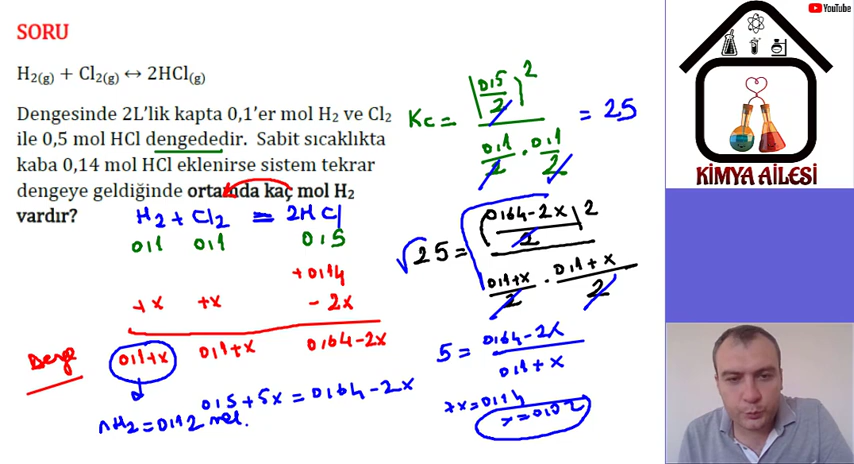 SORU
H2(g) + Cl2(g) ↔ 2HCl(g)
Dengesinde 2L'lik kapta 0,1'er mol H2 ve Cl2
ile 0,5 mol HCl dengededir. Sabit sıcaklıkta
kaba 0,14 mol HCl eklenirse sistem tekrar
dengeye geldiğinde ortamda kaç mol H2
vardır?
H2 + Cl2 = 2HCl
0,1 0,1 0,5
+0,14
+x +x -2x
Denge 0,1+x 0,1+x 0,64-2x
0,5+5x = 0,64-2x
nH2 = 0,12 mol.
Kc = (0,5/2)2 / 0,1/2 . 0,1/2 = 25
√25 = (0,64-2x/2)2 / 0,1+x/2 . 0,1+x/2
5 = 0,64-2x / 0,1+x
7x=0,14
x=0,02
YouTube
KİMYA AİLESİ